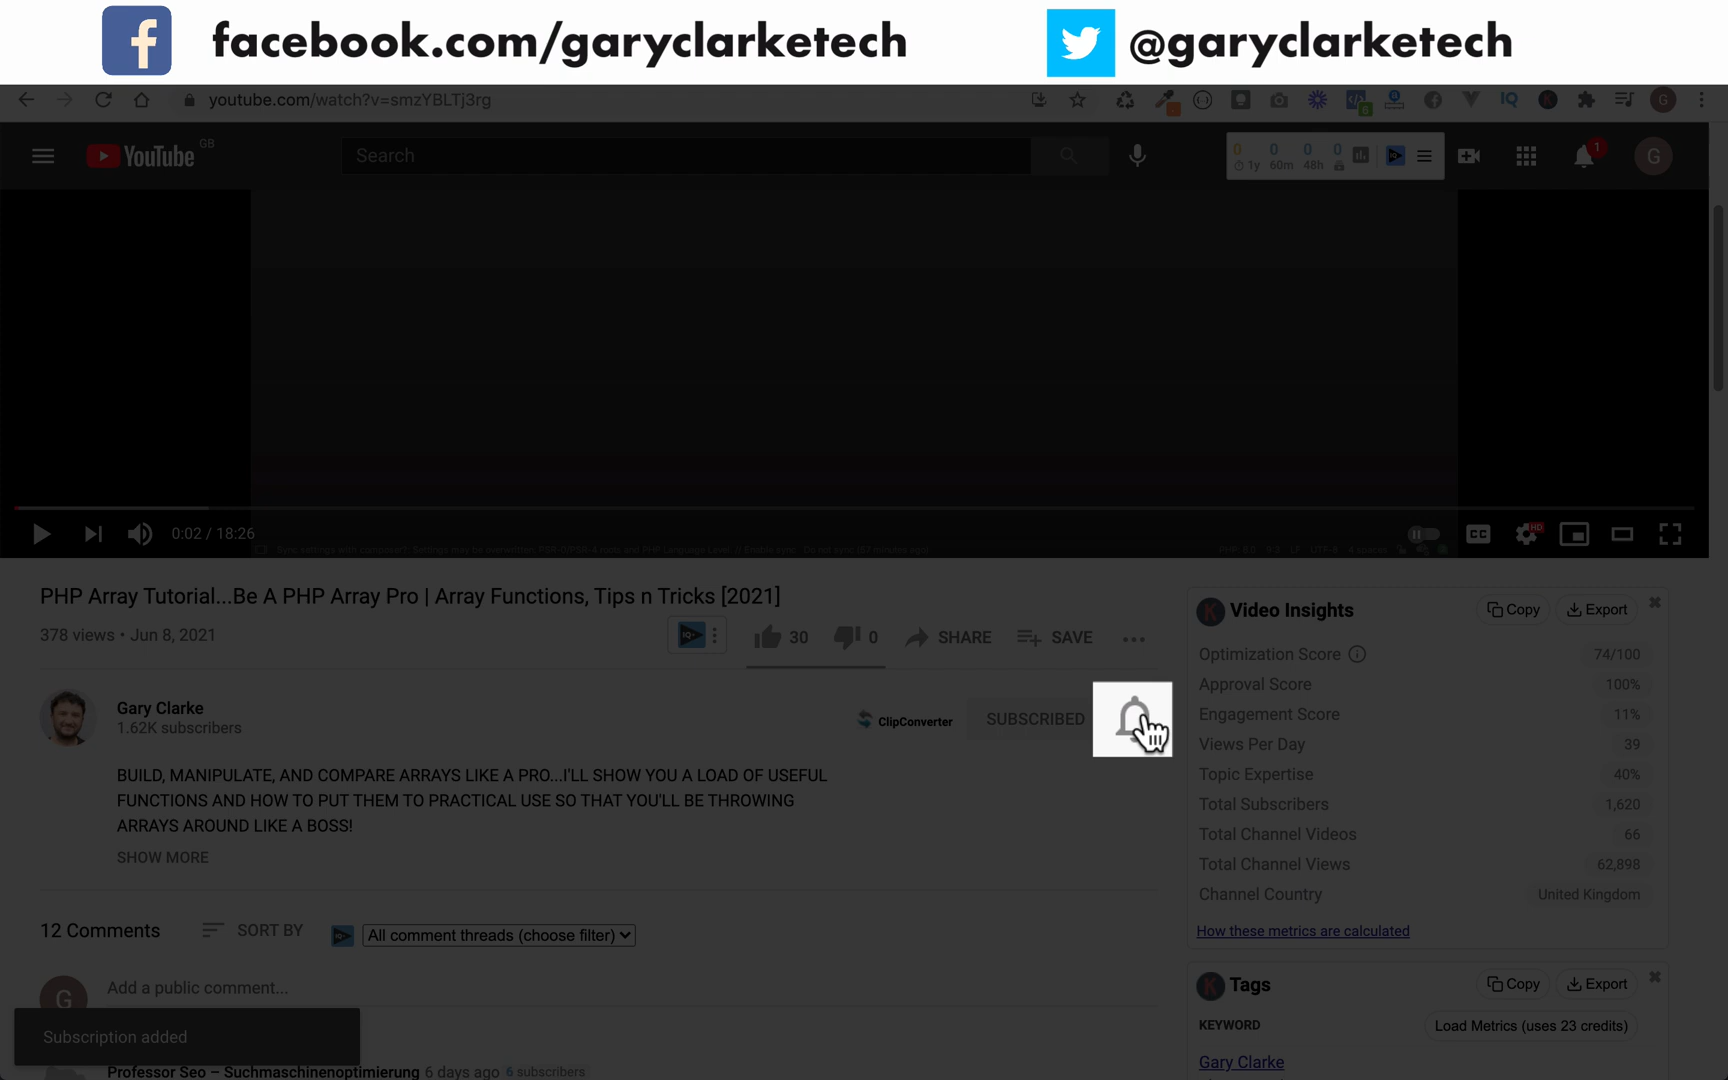 facebook.com/garyclarketech
@garyclarketech
youtube.com/watch?v=smzYBLTj3rg
YouTube GB
Search
0 0 0 0
1y 60m 48h
1
G
0:02 / 18:26
CC
HD
PHP Array Tutorial...Be A PHP Array Pro | Array Functions, Tips n Tricks [2021]
378 views • Jun 8, 2021
30 0 SHARE SAVE
Gary Clarke
1.62K subscribers
ClipConverter
SUBSCRIBED
BUILD, MANIPULATE, AND COMPARE ARRAYS LIKE A PRO...I'LL SHOW YOU A LOAD OF USEFUL
FUNCTIONS AND HOW TO PUT THEM TO PRACTICAL USE SO THAT YOU'LL BE THROWING
ARRAYS AROUND LIKE A BOSS!
SHOW MORE
12 Comments SORT BY All comment threads (choose filter)
G Add a public comment...
Subscription added
Professor Seo – Suchmaschinenoptimierung 6 days ago 6 subscribers
K Video Insights Copy Export
Optimization Score 74/100
Approval Score 100%
Engagement Score 11%
Views Per Day 39
Topic Expertise 40%
Total Subscribers 1,620
Total Channel Videos 66
Total Channel Views 62,898
Channel Country United Kingdom
How these metrics are calculated
K Tags Copy Export
KEYWORD Load Metrics (uses 23 credits)
Gary Clarke